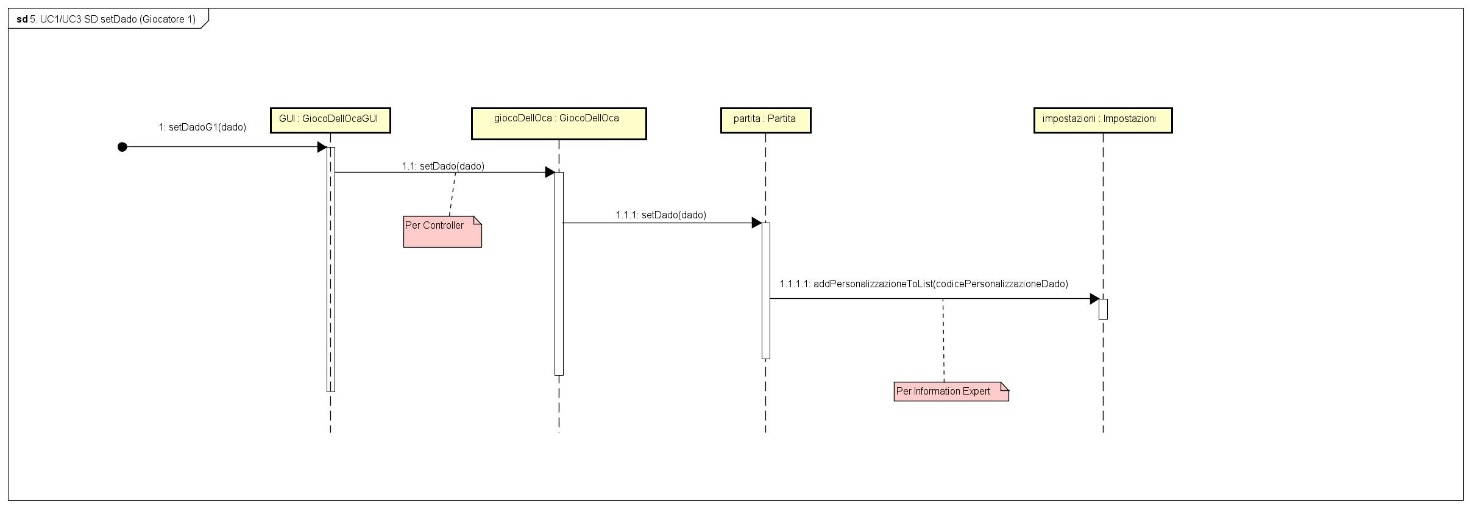 sd 5. UC1/UC3 SD setDado (Giocatore 1)
GUI : GiocoDellOcaGUI
giocoDellOca : GiocoDellOca
partita : Partita
impostazioni : Impostazioni
1: setDadoG1(dado)
1.1: setDado(dado)
Per Controller
1.1.1: setDado(dado)
1.1.1.1: addPersonalizzazioneToList(codicePersonalizzazioneDado)
Per Information Expert